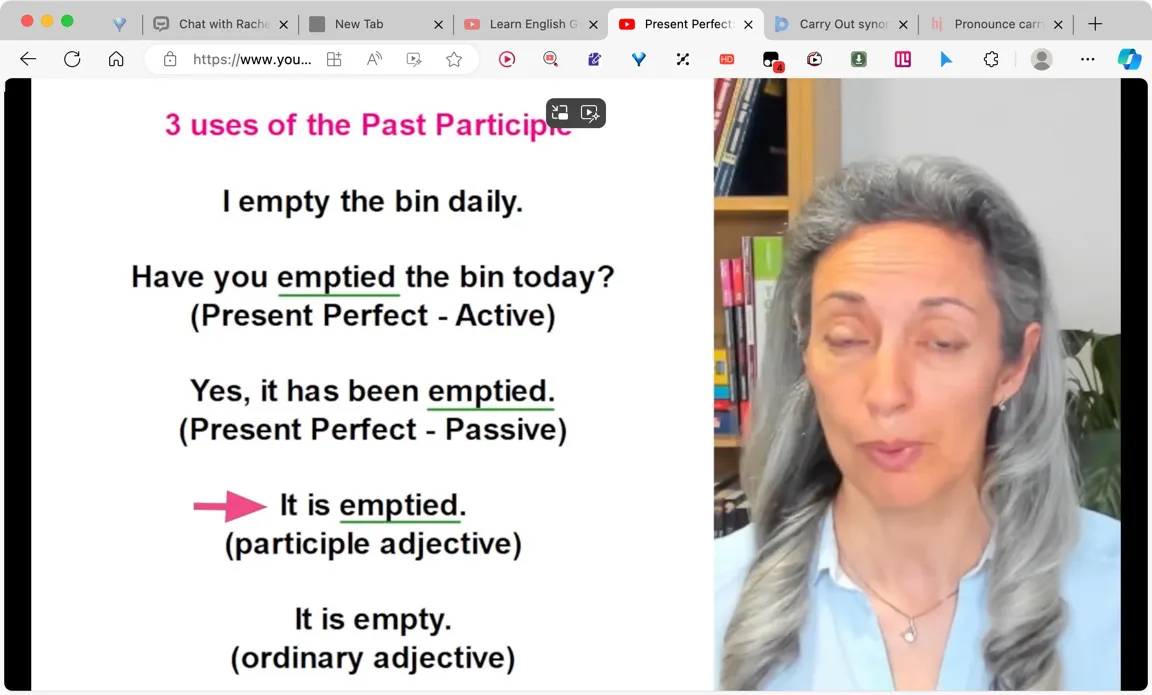 Chat with Rache
New Tab
Learn English G
Present Perfect:
Carry Out synor
hj Pronounce carr
https://www.you...
HD
4
3 uses of the Past Participle
I empty the bin daily.
Have you emptied the bin today?
(Present Perfect - Active)
Yes, it has been emptied.
(Present Perfect - Passive)
It is emptied.
(participle adjective)
It is empty.
(ordinary adjective)